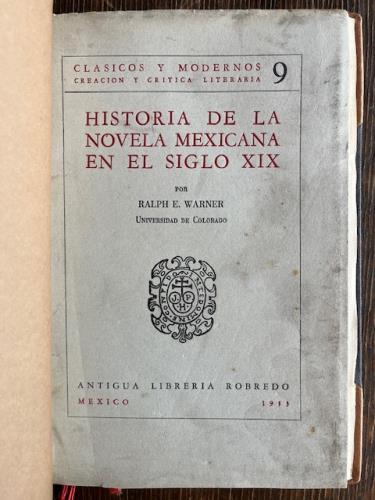 CLASICOS Y MODERNOS
CREACION Y CRITICA LITERARIA 9
HISTORIA DE LA
NOVELA MEXICANA
EN EL SIGLO XIX
POR
RALPH E. WARNER
UNIVERSIDAD DE COLORADO
ANTIGUA LIBRERIA ROBREDO
MEXICO 1953